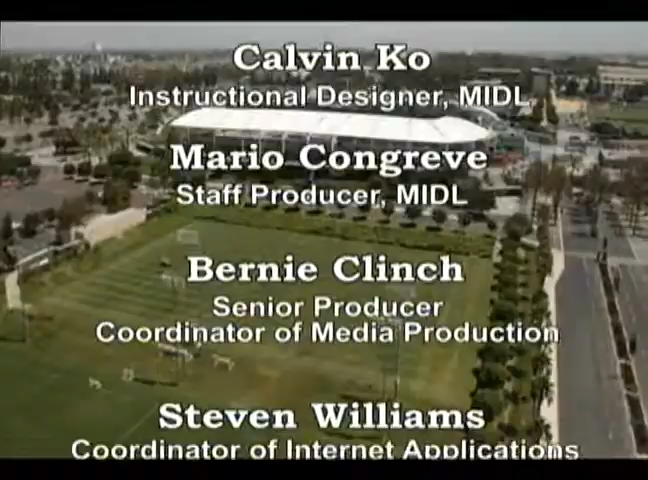 Calvin Ko
Instructional Designer, MIDL
Mario Congreve
Staff Producer, MIDL
Bernie Clinch
Senior Producer
Coordinator of Media Production
Steven Williams
Coordinator of Internet Applications